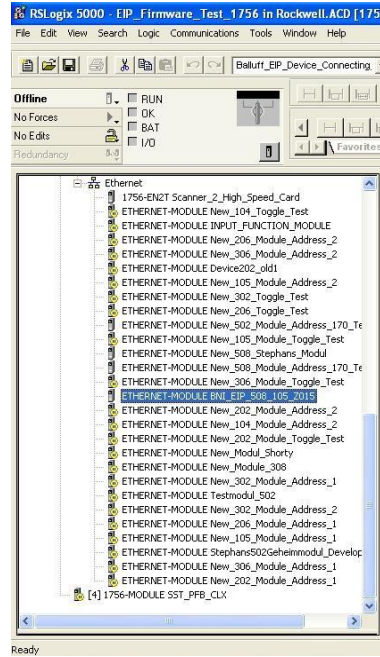 RSLogix 5000 - EIP_Firmware_Test_1756 in Rockwell.ACD [175
File Edit View Search Logic Communications Tools Window Help
Balluff_EIP_Device_Connecting_
Offline
RUN
No Forces
OK
No Edits
BAT
Redundancy
I/O
Favorites
Ethernet
1756-EN2T Scanner_2_High_Speed_Card
ETHERNET-MODULE New_104_Toggle_Test
ETHERNET-MODULE INPUT_FUNCTION_MODULE
ETHERNET-MODULE New_206_Module_Address_2
ETHERNET-MODULE New_306_Module_Address_2
ETHERNET-MODULE Device202_old1
ETHERNET-MODULE New_105_Module_Address_2
ETHERNET-MODULE New_302_Toggle_Test
ETHERNET-MODULE New_206_Toggle_Test
ETHERNET-MODULE New_502_Module_Address_170_Te
ETHERNET-MODULE New_105_Module_Toggle_Test
ETHERNET-MODULE New_508_Stephans_Modul
ETHERNET-MODULE New_508_Module_Address_170_Te
ETHERNET-MODULE New_306_Module_Toggle_Test
ETHERNET-MODULE BNI_EIP_508_105_Z015
ETHERNET-MODULE New_202_Module_Address_2
ETHERNET-MODULE New_104_Module_Address_2
ETHERNET-MODULE New_202_Module_Toggle_Test
ETHERNET-MODULE New_Modul_Shorty
ETHERNET-MODULE New_Module_308
ETHERNET-MODULE New_302_Module_Address_1
ETHERNET-MODULE Testmodul_502
ETHERNET-MODULE New_302_Module_Address_2
ETHERNET-MODULE New_206_Module_Address_1
ETHERNET-MODULE New_105_Module_Address_1
ETHERNET-MODULE Stephans502Geheimmodul_Develop
ETHERNET-MODULE New_306_Module_Address_1
ETHERNET-MODULE New_202_Module_Address_1
[4] 1756-MODULE SST_PFB_CLX
Ready